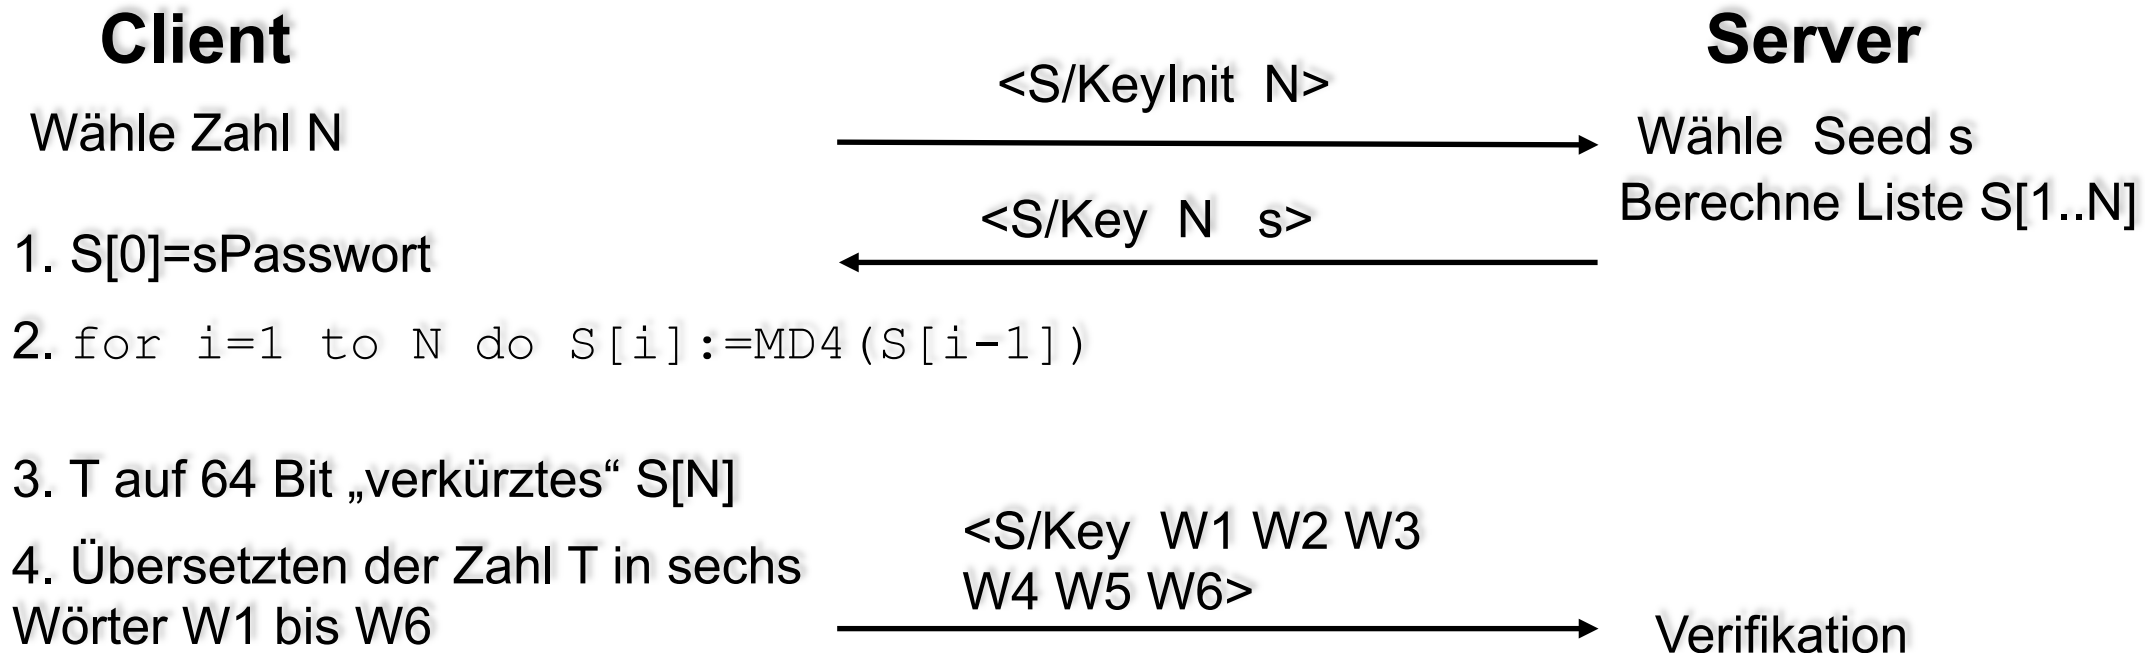 Client
Server
<S/KeyInit N>
Wähle Zahl N
Wähle Seed s
Berechne Liste S[1..N]
<S/Key N s>
1. S[0]=sPasswort
2. for i=1 to N do S[i]:=MD4(S[i-1])
3. T auf 64 Bit „verkürztes“ S[N]
4. Übersetzten der Zahl T in sechs
Wörter W1 bis W6
<S/Key W1 W2 W3
W4 W5 W6>
Verifikation